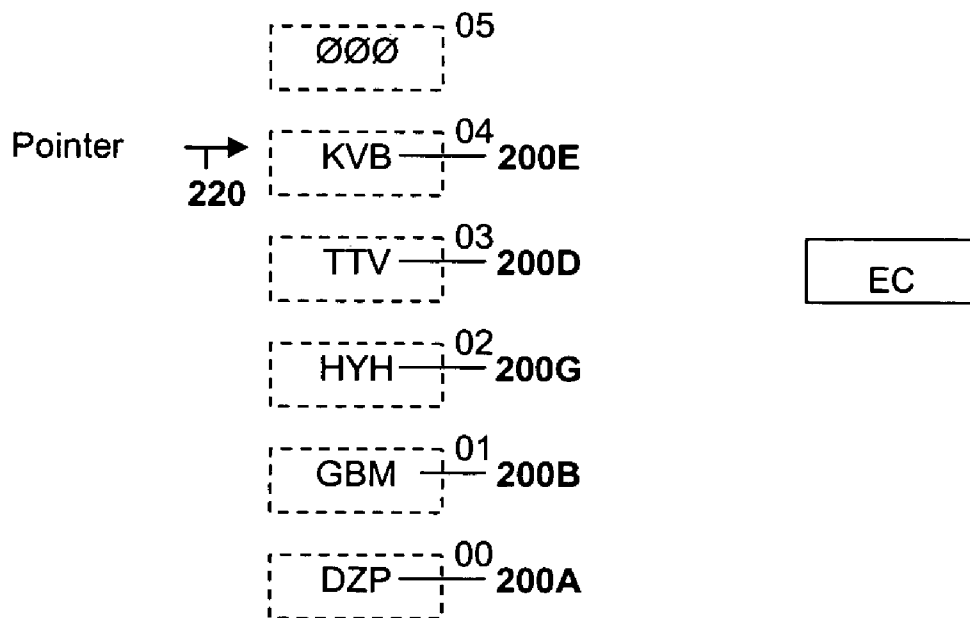 05
ØØØ
Pointer
220
04
KVB
200E
03
TTV
200D
EC
02
HYH
200G
01
GBM
200B
00
DZP
200A